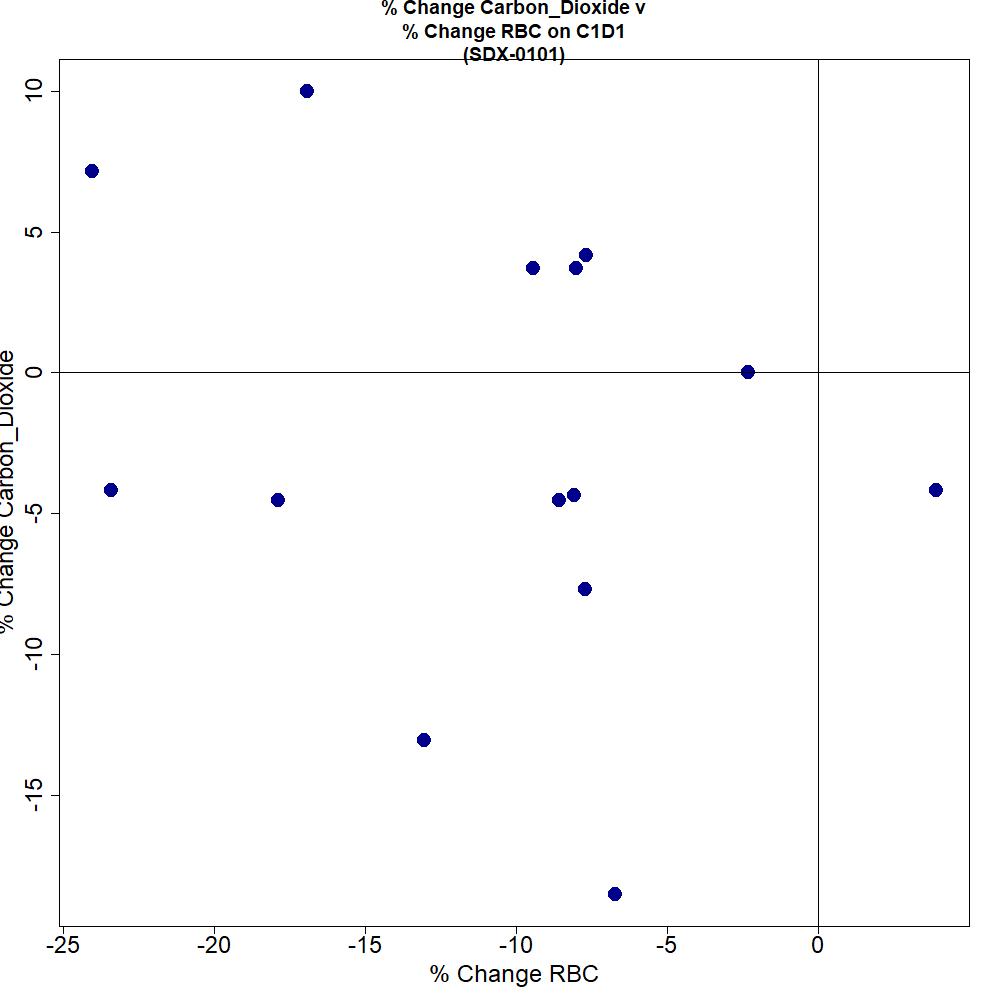 % Change Carbon_Dioxide v
% Change RBC on C1D1
(SDX-0101)
10
5
0
-5
-10
-15
% Change Carbon_Dioxide
-25 -20 -15 -10 -5 0
% Change RBC